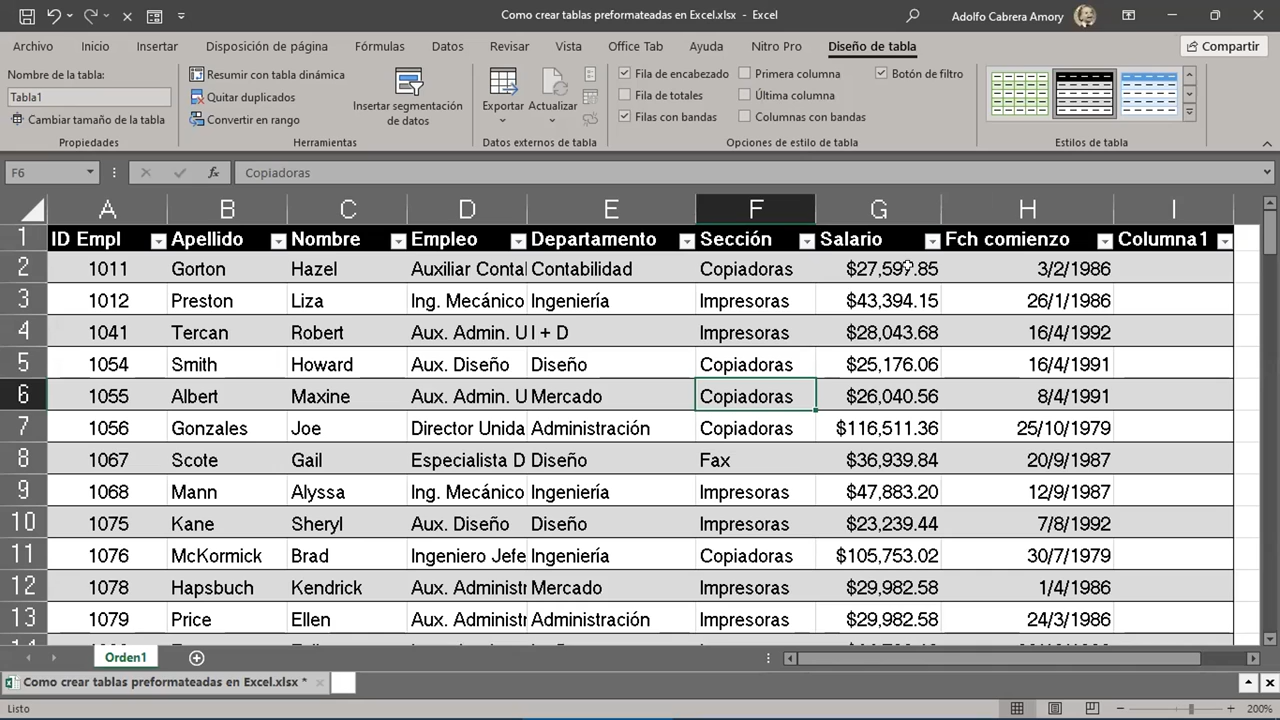 Como crear tablas preformateadas en Excel.xlsx - Excel
Adolfo Cabrera Amory
Archivo Inicio Insertar Disposición de página Fórmulas Datos Revisar Vista Office Tab Ayuda Nitro Pro Diseño de tabla Compartir
Nombre de la tabla:
Tabla1
Cambiar tamaño de la tabla
Propiedades
Resumir con tabla dinámica
Quitar duplicados
Convertir en rango
Insertar segmentación
de datos
Herramientas
Exportar Actualizar
Datos externos de tabla
Fila de encabezado Primera columna Botón de filtro
Fila de totales Última columna
Filas con bandas Columnas con bandas
Opciones de estilo de tabla
Estilos de tabla
F6 fx Copiadoras
A B C D E F G H I
1 ID Empl Apellido Nombre Empleo Departamento Sección Salario Fch comienzo Columna1
2 1011 Gorton Hazel Auxiliar Contal Contabilidad Copiadoras $27,597.85 3/2/1986
3 1012 Preston Liza Ing. Mecánico Ingeniería Impresoras $43,394.15 26/1/1986
4 1041 Tercan Robert Aux. Admin. U I + D Impresoras $28,043.68 16/4/1992
5 1054 Smith Howard Aux. Diseño Diseño Copiadoras $25,176.06 16/4/1991
6 1055 Albert Maxine Aux. Admin. U Mercado Copiadoras $26,040.56 8/4/1991
7 1056 Gonzales Joe Director Unida Administración Copiadoras $116,511.36 25/10/1979
8 1067 Scote Gail Especialista D Diseño Fax $36,939.84 20/9/1987
9 1068 Mann Alyssa Ing. Mecánico Ingeniería Impresoras $47,883.20 12/9/1987
10 1075 Kane Sheryl Aux. Diseño Diseño Impresoras $23,239.44 7/8/1992
11 1076 McKormick Brad Ingeniero Jefe Ingeniería Copiadoras $105,753.02 30/7/1979
12 1078 Hapsbuch Kendrick Aux. Administr Mercado Impresoras $29,982.58 1/4/1986
13 1079 Price Ellen Aux. Administr Mercado Impresoras $29,982.58 24/3/1986
Orden1
Como crear tablas preformateadas en Excel.xlsx *
Listo
200%